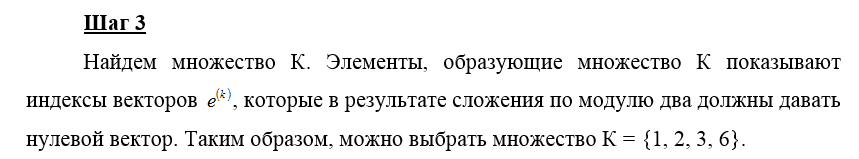 Шаг 3
Найдем множество К. Элементы, образующие множество К показывают
индексы векторов e⁽ᵏ⁾, которые в результате сложения по модулю два должны давать
нулевой вектор. Таким образом, можно выбрать множество К = {1, 2, 3, 6}.